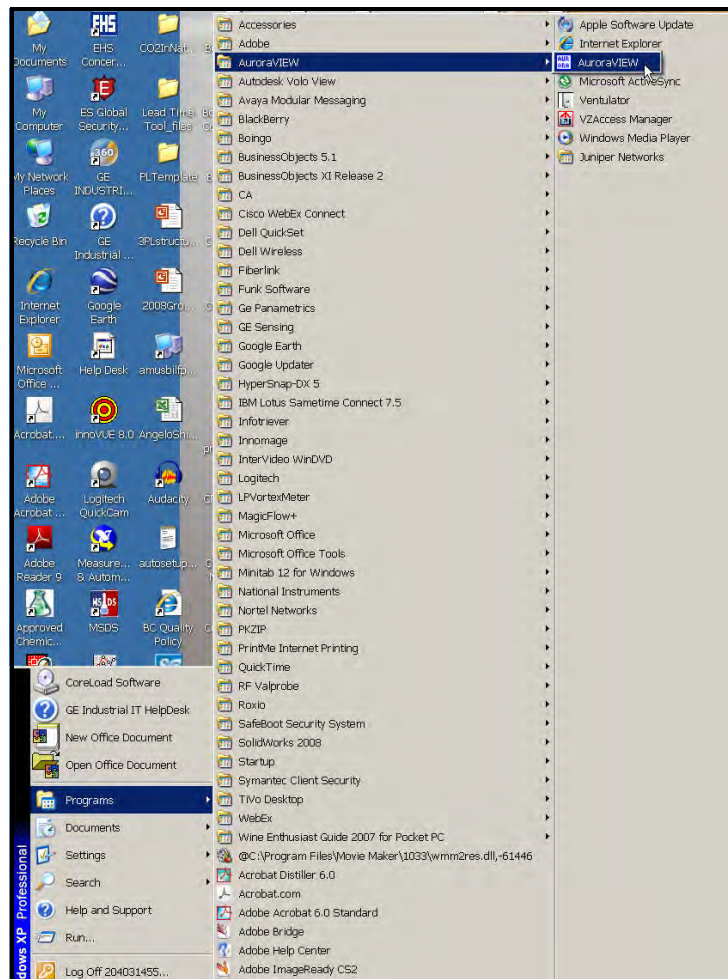 My Documents
EHS Concer...
CO2InNat...
My Computer
ES Global Security...
Lead Time Tool_files
My Network Places
GE INDUSTRI...
PLTemplate
Recycle Bin
GE Industrial ...
3PLstructu...
Internet Explorer
Google Earth
2008Gro...
Microsoft Office ...
Help Desk
amusbilfp...
Acrobat...
innoVUE 8.0
AngeloShi...
Adobe Acrobat ...
Logitech QuickCam
Audacity
Adobe Reader 9
Measure... & Autom...
autosetup...
Approved Chemic...
MSDS
BC Quality Policy
CoreLoad Software
GE Industrial IT HelpDesk
New Office Document
Open Office Document
Programs
Documents
Settings
Search
Help and Support
Run...
Log Off 204031455...
dows XP Professional
Accessories
Adobe
AuroraVIEW
Autodesk Volo View
Avaya Modular Messaging
BlackBerry
Boingo
BusinessObjects 5.1
BusinessObjects XI Release 2
CA
Cisco WebEx Connect
Dell QuickSet
Dell Wireless
Fiberlink
Funk Software
Ge Panametrics
GE Sensing
Google Earth
Google Updater
HyperSnap-DX 5
IBM Lotus Sametime Connect 7.5
Infotriever
Innomage
InterVideo WinDVD
Logitech
LPVortexMeter
MagicFlow+
Microsoft Office
Microsoft Office Tools
Minitab 12 for Windows
National Instruments
Nortel Networks
PKZIP
PrintMe Internet Printing
QuickTime
RF Valprobe
Roxio
SafeBoot Security System
SolidWorks 2008
Startup
Symantec Client Security
TiVo Desktop
WebEx
Wine Enthusiast Guide 2007 for Pocket PC
@C:\Program Files\Movie Maker\1033\wmm2res.dll,-61446
Acrobat Distiller 6.0
Acrobat.com
Adobe Acrobat 6.0 Standard
Adobe Bridge
Adobe Help Center
Adobe ImageReady CS2
Apple Software Update
Internet Explorer
AuroraVIEW
Microsoft ActiveSync
Ventulator
VZAccess Manager
Windows Media Player
Juniper Networks